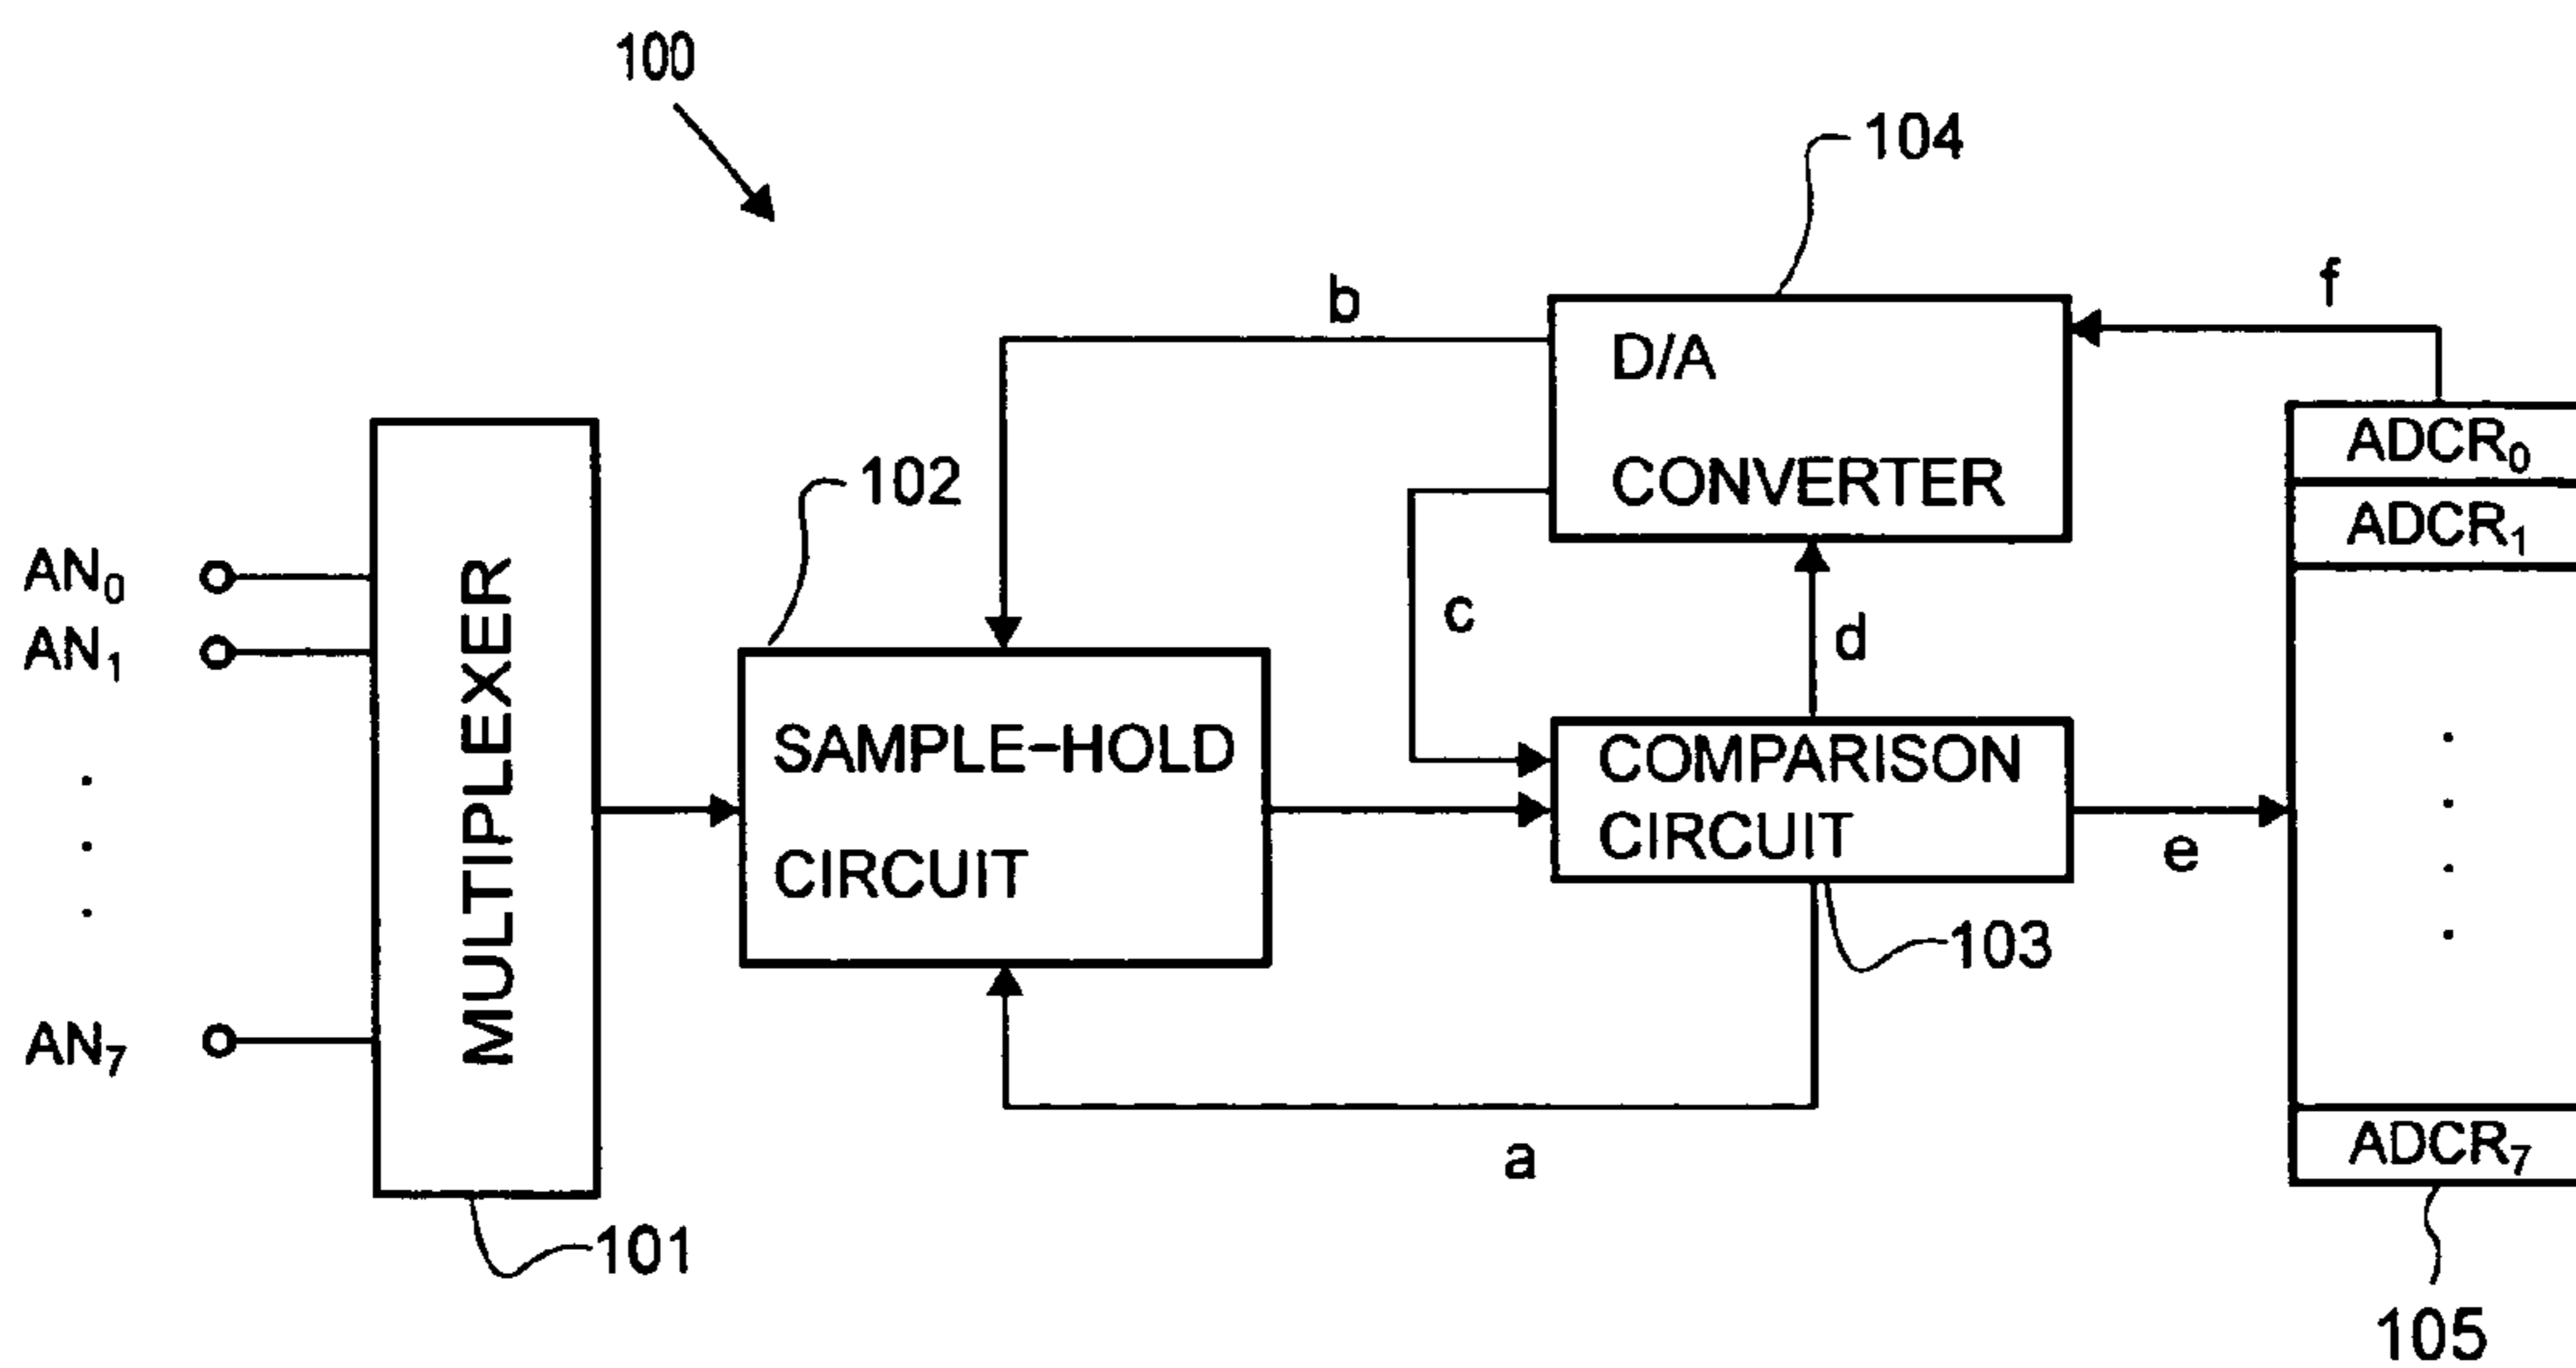 100
104
b
f
D/A
CONVERTER
ADCR0
ADCR1
102
AN0
AN1
AN7
MULTIPLEXER
c
d
SAMPLE-HOLD
CIRCUIT
COMPARISON
CIRCUIT
e
103
a
ADCR7
101
105